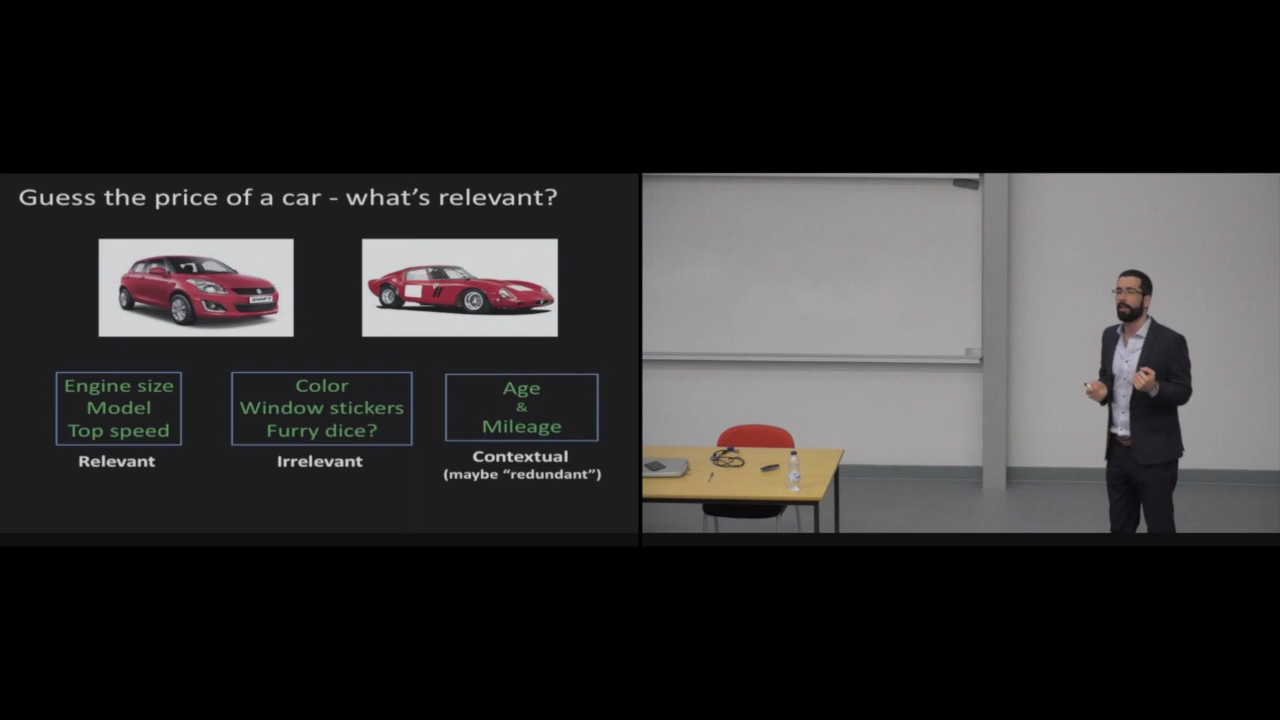 Guess the price of a car - what's relevant?
SWIFT
Engine size
Model
Top speed
Relevant
Color
Window stickers
Furry dice?
Irrelevant
Age
&
Mileage
Contextual
(maybe "redundant")